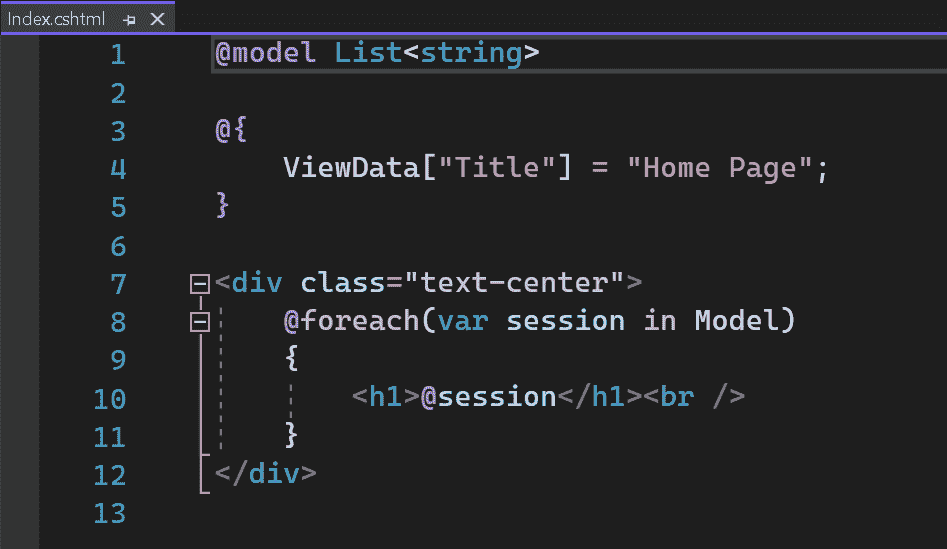 Index.cshtml
1 @model List<string>
2
3 @{
4 ViewData["Title"] = "Home Page";
5 }
6
7 <div class="text-center">
8 @foreach(var session in Model)
9 {
10 <h1>@session</h1><br />
11 }
12 </div>
13